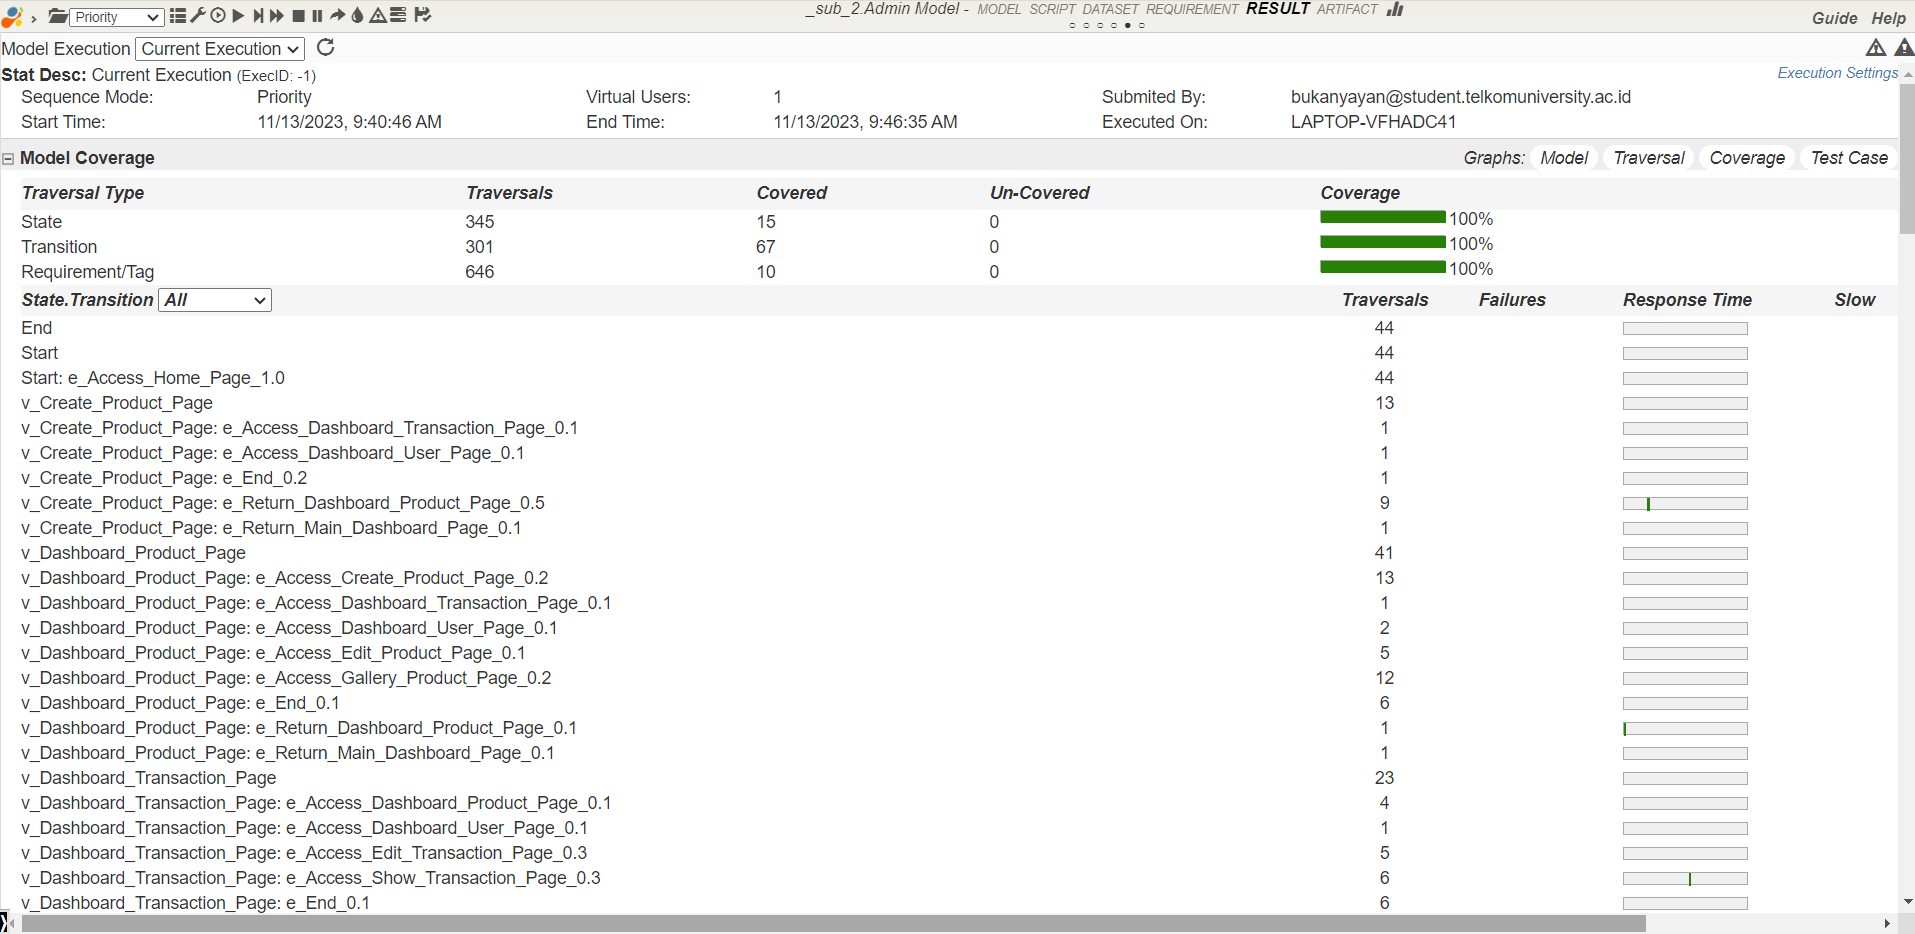 Priority
_sub_2.Admin Model - MODEL SCRIPT DATASET REQUIREMENT RESULT ARTIFACT
Guide Help
Model Execution Current Execution
Stat Desc: Current Execution (ExecID: -1) Execution Settings
Sequence Mode: Priority Virtual Users: 1 Submited By: bukanyayan@student.telkomuniversity.ac.id
Start Time: 11/13/2023, 9:40:46 AM End Time: 11/13/2023, 9:46:35 AM Executed On: LAPTOP-VFHADC41
Model Coverage Graphs: Model Traversal Coverage Test Case
Traversal Type Traversals Covered Un-Covered Coverage
State 345 15 0 100%
Transition 301 67 0 100%
Requirement/Tag 646 10 0 100%
State.Transition All Traversals Failures Response Time Slow
End 44
Start 44
Start: e_Access_Home_Page_1.0 44
v_Create_Product_Page 13
v_Create_Product_Page: e_Access_Dashboard_Transaction_Page_0.1 1
v_Create_Product_Page: e_Access_Dashboard_User_Page_0.1 1
v_Create_Product_Page: e_End_0.2 1
v_Create_Product_Page: e_Return_Dashboard_Product_Page_0.5 9
v_Create_Product_Page: e_Return_Main_Dashboard_Page_0.1 1
v_Dashboard_Product_Page 41
v_Dashboard_Product_Page: e_Access_Create_Product_Page_0.2 13
v_Dashboard_Product_Page: e_Access_Dashboard_Transaction_Page_0.1 1
v_Dashboard_Product_Page: e_Access_Dashboard_User_Page_0.1 2
v_Dashboard_Product_Page: e_Access_Edit_Product_Page_0.1 5
v_Dashboard_Product_Page: e_Access_Gallery_Product_Page_0.2 12
v_Dashboard_Product_Page: e_End_0.1 6
v_Dashboard_Product_Page: e_Return_Dashboard_Product_Page_0.1 1
v_Dashboard_Product_Page: e_Return_Main_Dashboard_Page_0.1 1
v_Dashboard_Transaction_Page 23
v_Dashboard_Transaction_Page: e_Access_Dashboard_Product_Page_0.1 4
v_Dashboard_Transaction_Page: e_Access_Dashboard_User_Page_0.1 1
v_Dashboard_Transaction_Page: e_Access_Edit_Transaction_Page_0.3 5
v_Dashboard_Transaction_Page: e_Access_Show_Transaction_Page_0.3 6
v_Dashboard_Transaction_Page: e_End_0.1 6